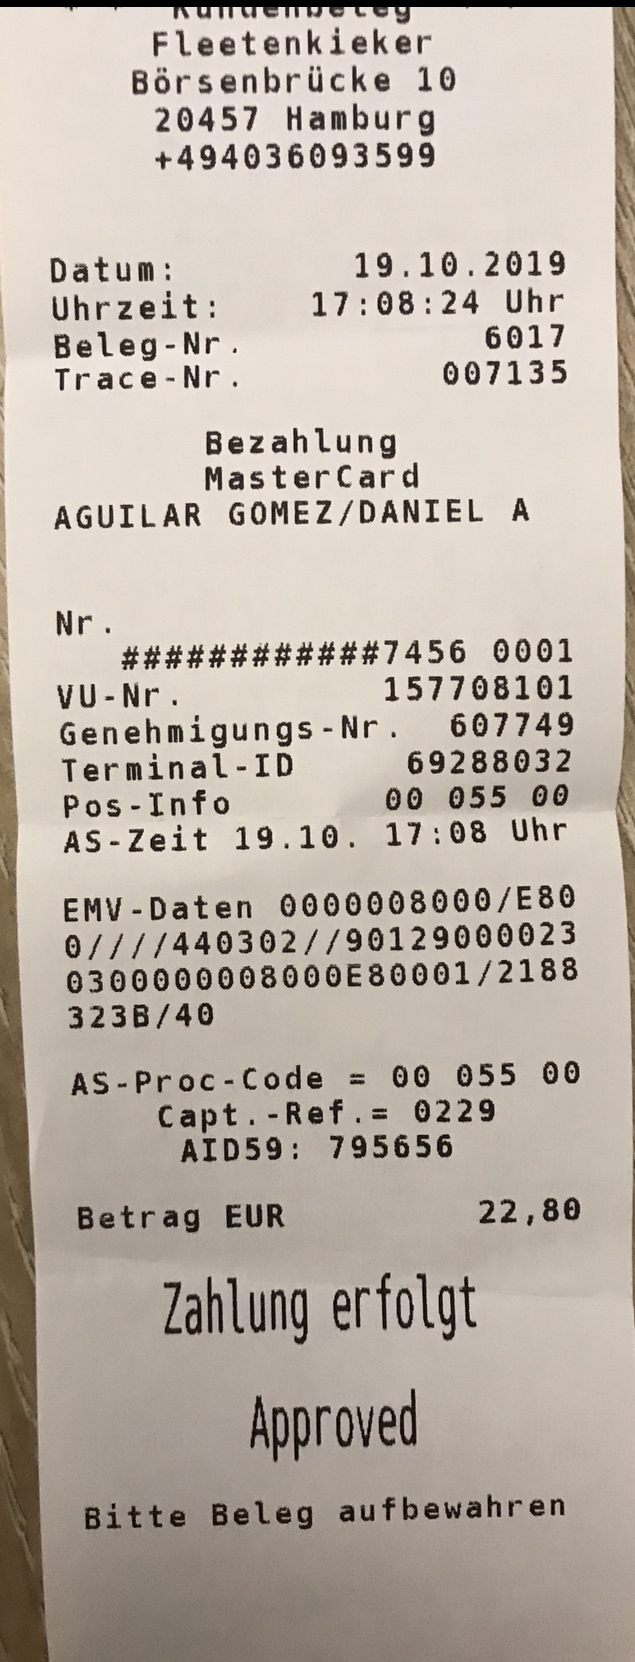 * * Kundenbeleg * *
Fleetenkieker
Börsenbrücke 10
20457 Hamburg
+494036093599
Datum: 19.10.2019
Uhrzeit: 17:08:24 Uhr
Beleg-Nr. 6017
Trace-Nr. 007135
Bezahlung
MasterCard
AGUILAR GOMEZ/DANIEL A
Nr.
############7456 0001
VU-Nr. 157708101
Genehmigungs-Nr. 607749
Terminal-ID 69288032
Pos-Info 00 055 00
AS-Zeit 19.10. 17:08 Uhr
EMV-Daten 0000008000/E80
0////440302//90129000023
0300000008000E80001/2188
323B/40
AS-Proc-Code = 00 055 00
Capt.-Ref.= 0229
AID59: 795656
Betrag EUR 22,80
Zahlung erfolgt
Approved
Bitte Beleg aufbewahren